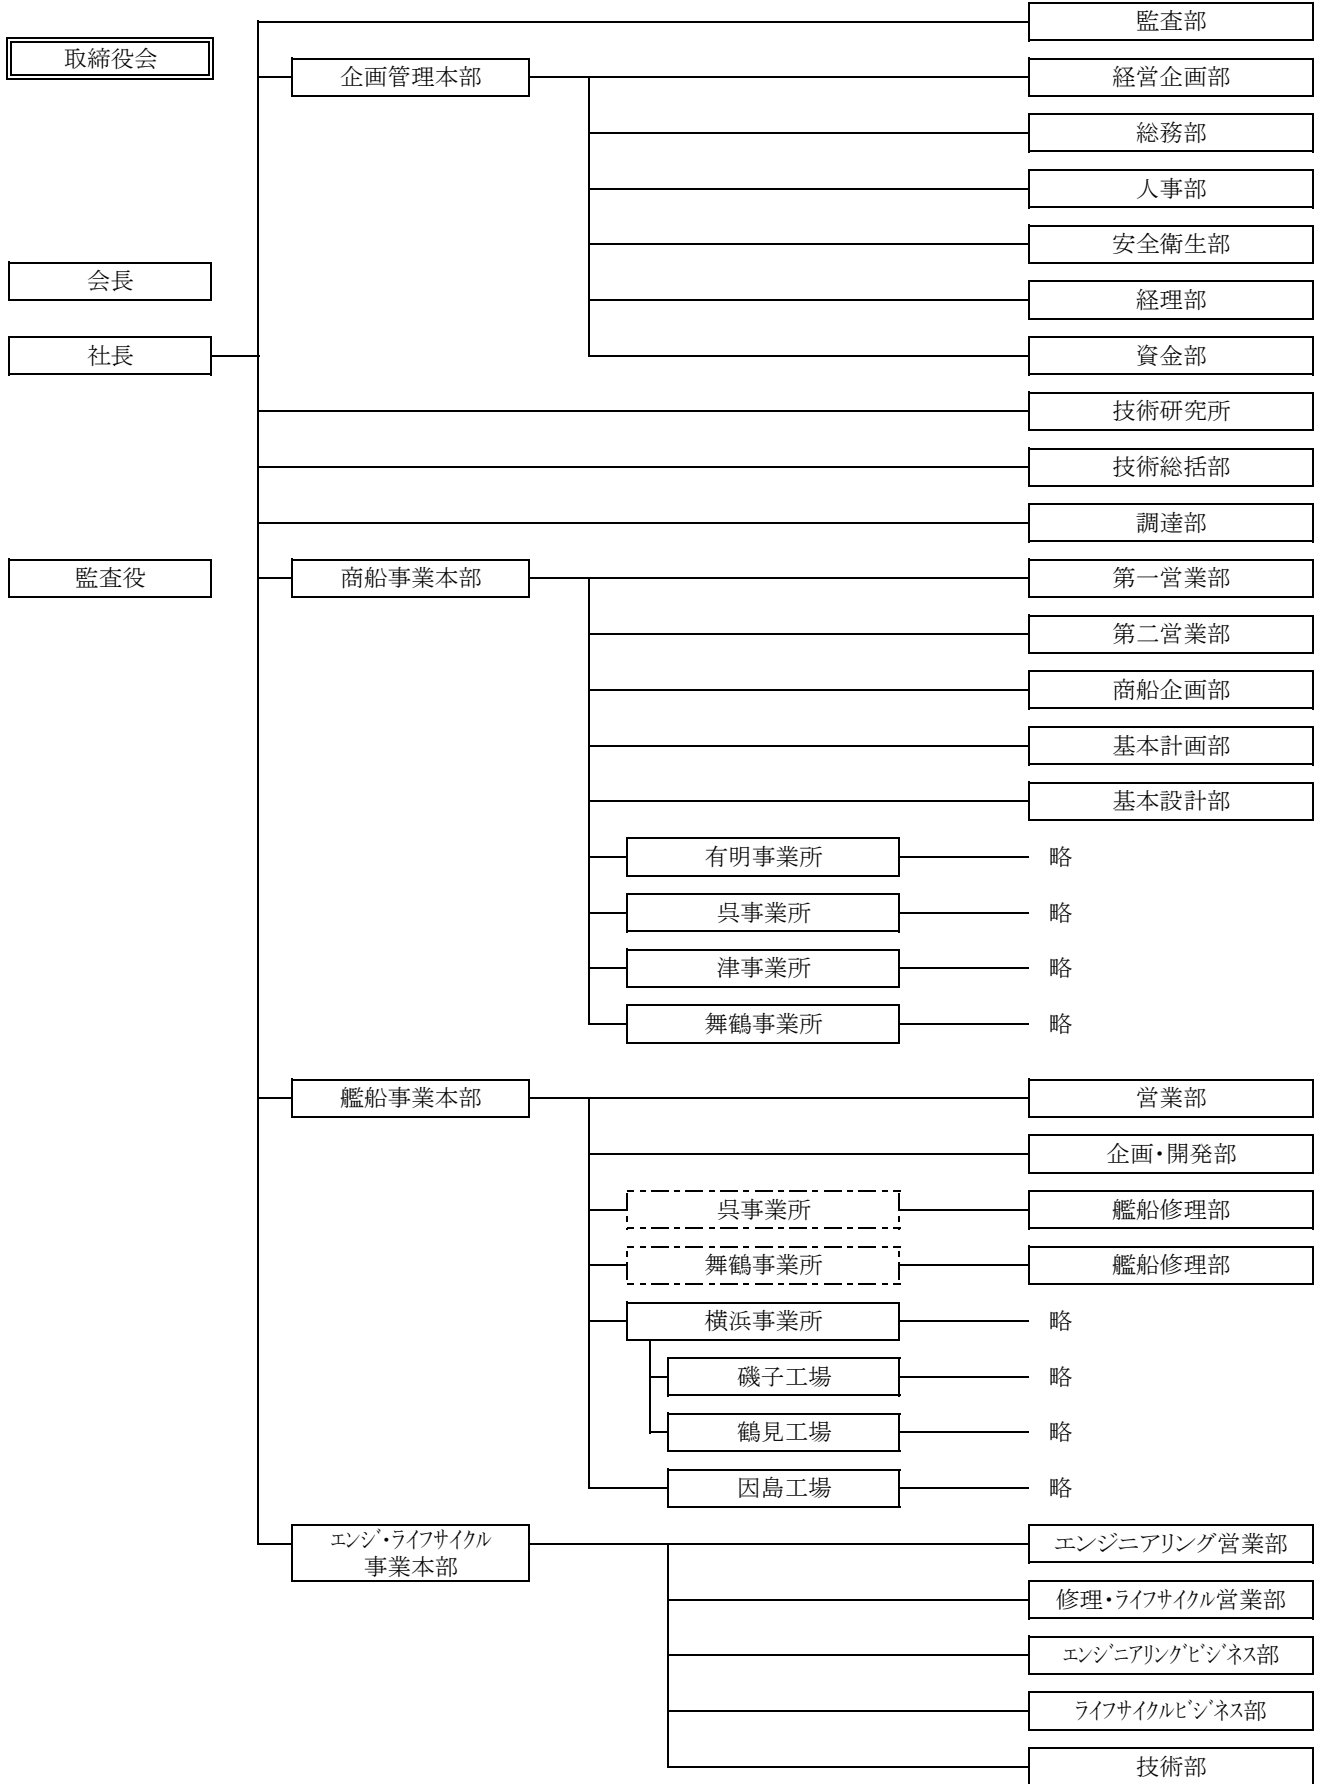 監査部
取締役会
企画管理本部
経営企画部
総務部
人事部
安全衛生部
会長
経理部
社長
資金部
技術研究所
技術総括部
調達部
監査役
商船事業本部
第一営業部
第二営業部
商船企画部
基本計画部
基本設計部
有明事業所
略
呉事業所
略
津事業所
略
舞鶴事業所
略
艦船事業本部
営業部
企画・開発部
呉事業所
艦船修理部
舞鶴事業所
艦船修理部
横浜事業所
略
磯子工場
略
鶴見工場
略
因島工場
略
エンジ・ライフサイクル
事業本部
エンジニアリング営業部
修理・ライフサイクル営業部
エンジニアリングビジネス部
ライフサイクルビジネス部
技術部